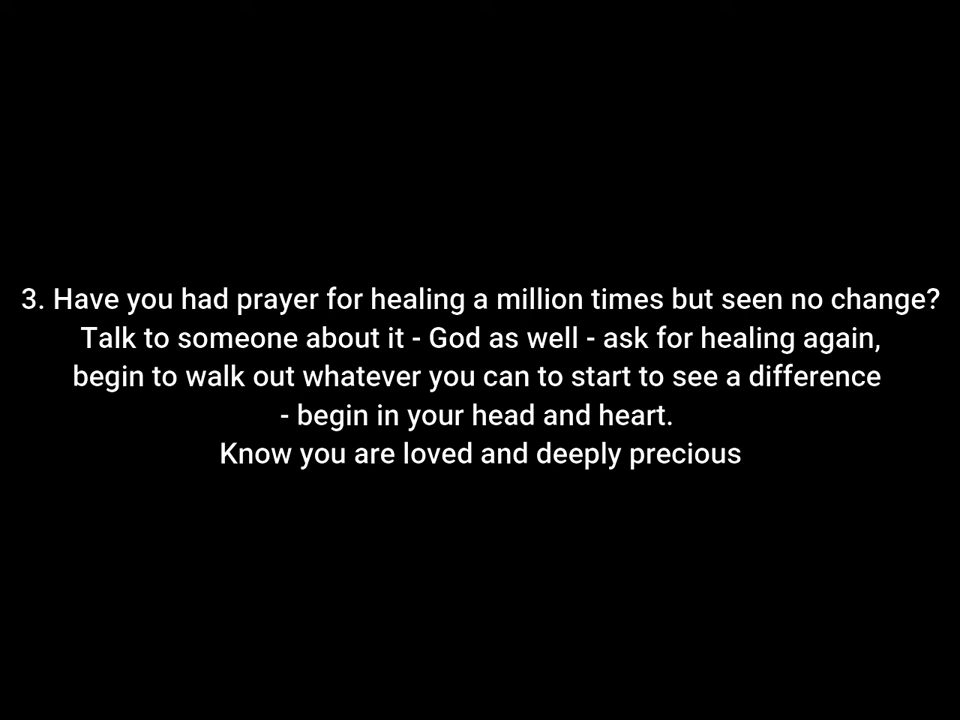 3. Have you had prayer for healing a million times but seen no change?
Talk to someone about it - God as well - ask for healing again,
begin to walk out whatever you can to start to see a difference
- begin in your head and heart.
Know you are loved and deeply precious